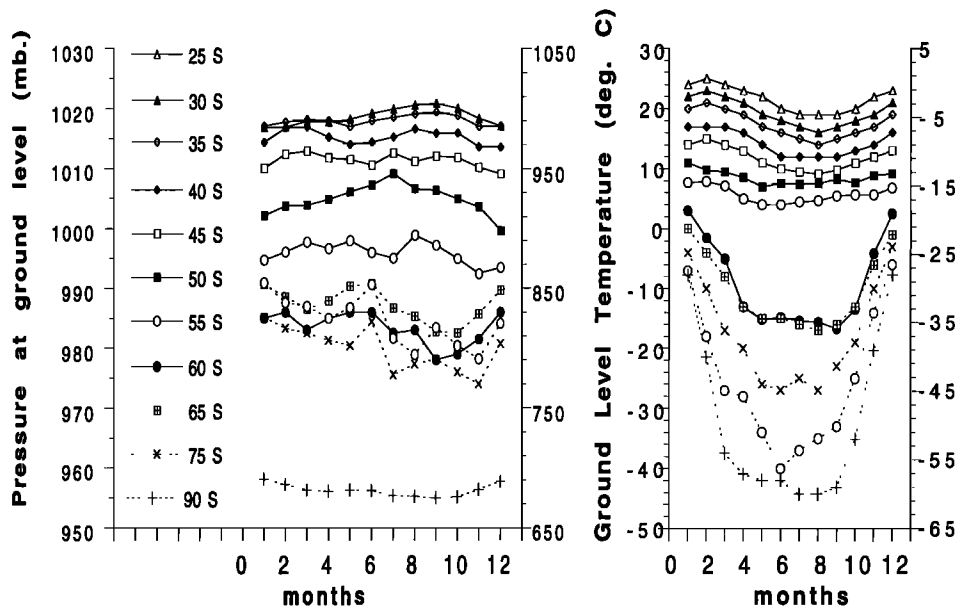 Pressure at ground level (mb.)
1030
1020
1010
1000
990
980
970
960
950
25 S
30 S
35 S
40 S
45 S
50 S
55 S
60 S
65 S
75 S
90 S
1050
950
850
750
650
0 2 4 6 8 10 12
months
Ground Level Temperature (deg. C)
30
20
10
0
-10
-20
-30
-40
-50
5
-5
-15
-25
-35
-45
-55
-65
0 2 4 6 8 10 12
months